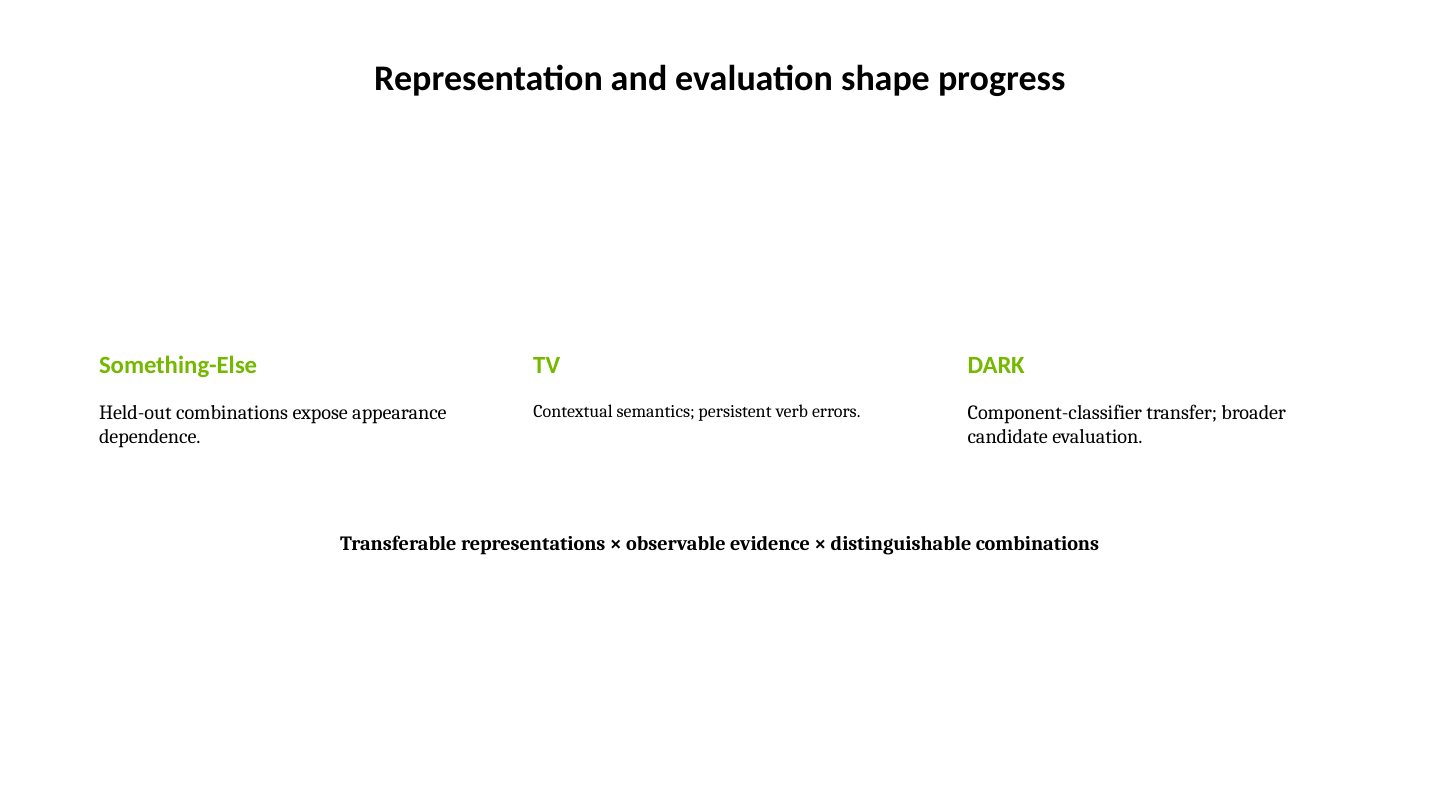 Representation and evaluation shape progress
Something-Else
Held-out combinations expose appearance
dependence.
TV
Contextual semantics; persistent verb errors.
DARK
Component-classifier transfer; broader
candidate evaluation.
Transferable representations × observable evidence × distinguishable combinations